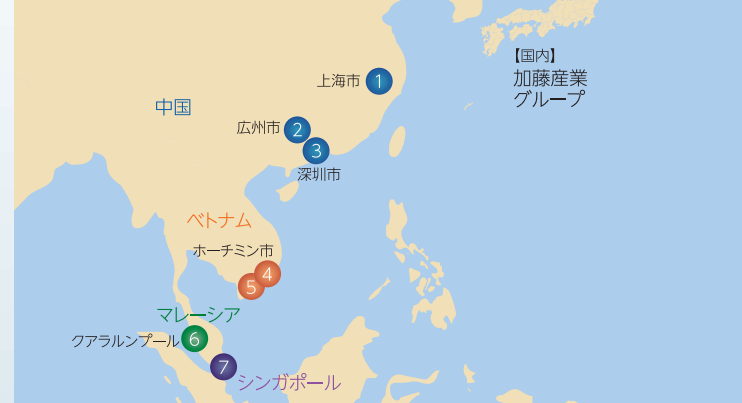 【国内】
加藤産業
グループ
上海市
1
中国
広州市
2
3
深圳市
ベトナム
ホーチミン市
4
5
マレーシア
クアラルンプール
6
7
シンガポール